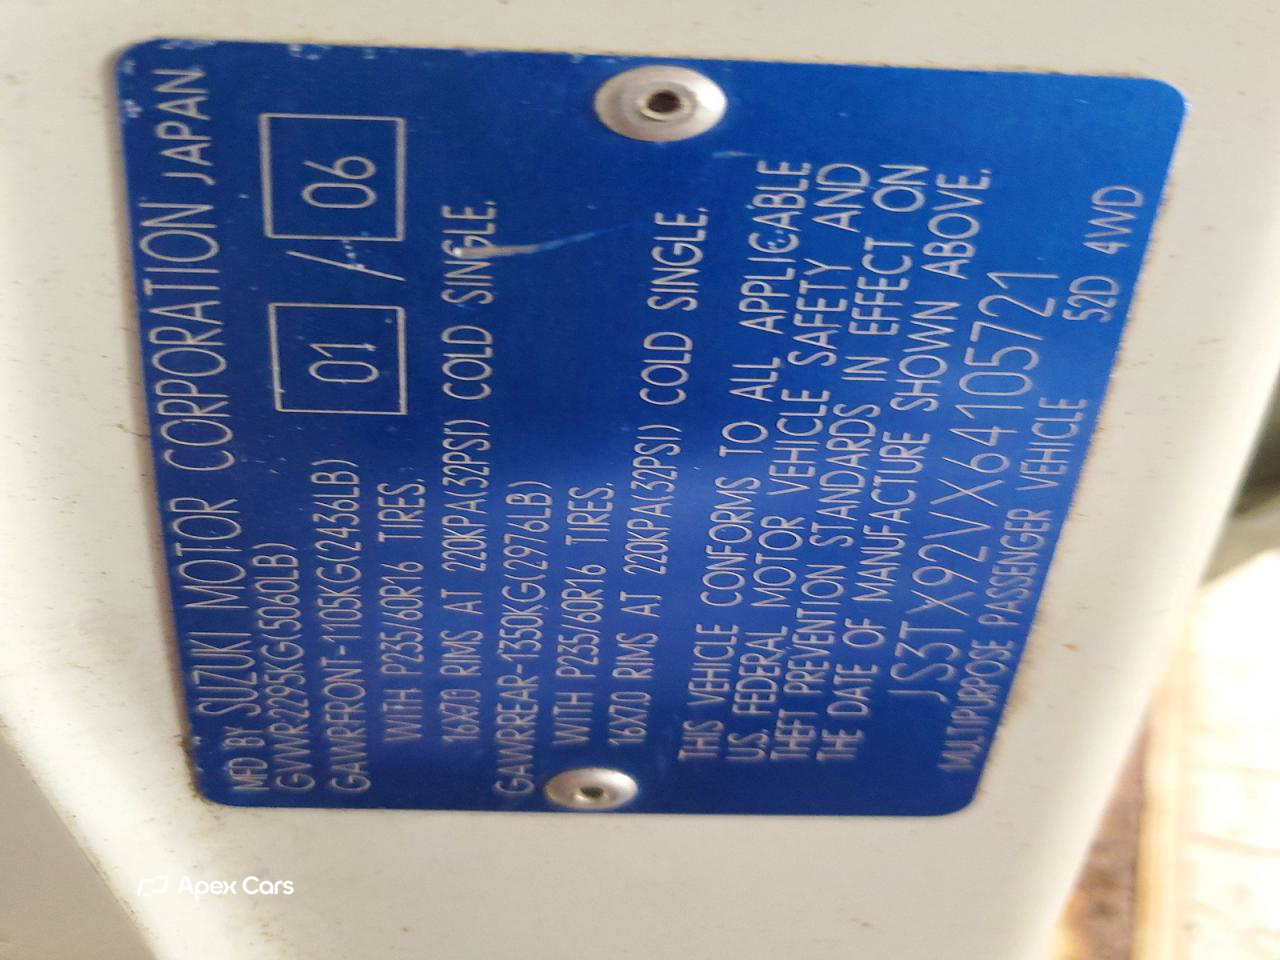 MFD BY SUZUKI MOTOR CORPORATION JAPAN
GVWR-2295KG(5060LB) 01 / 06
GAWRFRONT-1105KG(2436LB)
WITH P235/60R16 TIRES,
16X7.0 RIMS AT 220KPA(32PSI) COLD SINGLE,
GAWRREAR-1350KG(2976LB)
WITH P235/60R16 TIRES,
16X7.0 RIMS AT 220KPA(32PSI) COLD SINGLE,
THIS VEHICLE CONFORMS TO ALL APPLICABLE
U.S. FEDERAL MOTOR VEHICLE SAFETY AND
THEFT PREVENTION STANDARDS IN EFFECT ON
THE DATE OF MANUFACTURE SHOWN ABOVE,
JS3TX92VX64105721
MULTIPURPOSE PASSENGER VEHICLE 52D 4WD
Apex Cars